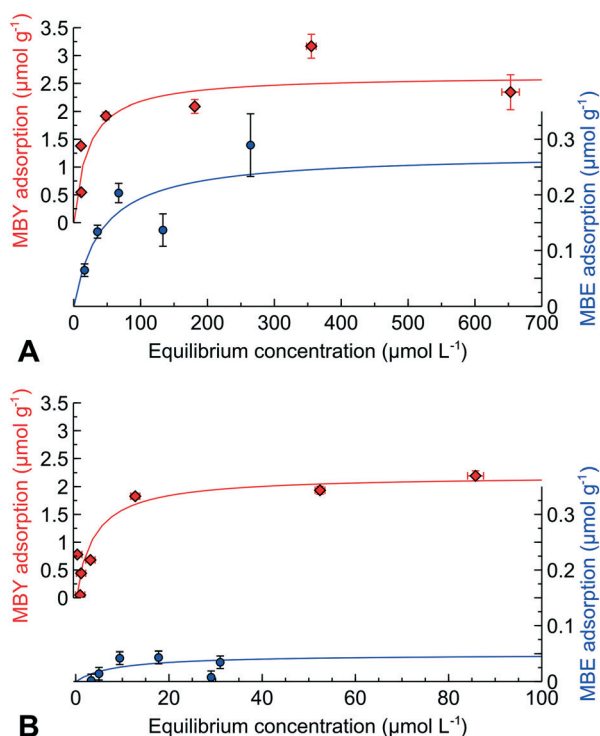 MBY adsorption (µmol g⁻¹)
3.5
3
2.5
2
1.5
1
0.5
0
MBE adsorption (µmol g⁻¹)
0.3
0.2
0.1
0
0 100 200 300 400 500 600 700
A
Equilibrium concentration (µmol L⁻¹)
MBY adsorption (µmol g⁻¹)
3.5
3
2.5
2
1.5
1
0.5
0
MBE adsorption (µmol g⁻¹)
0.3
0.2
0.1
0
0 20 40 60 80 100
B
Equilibrium concentration (µmol L⁻¹)